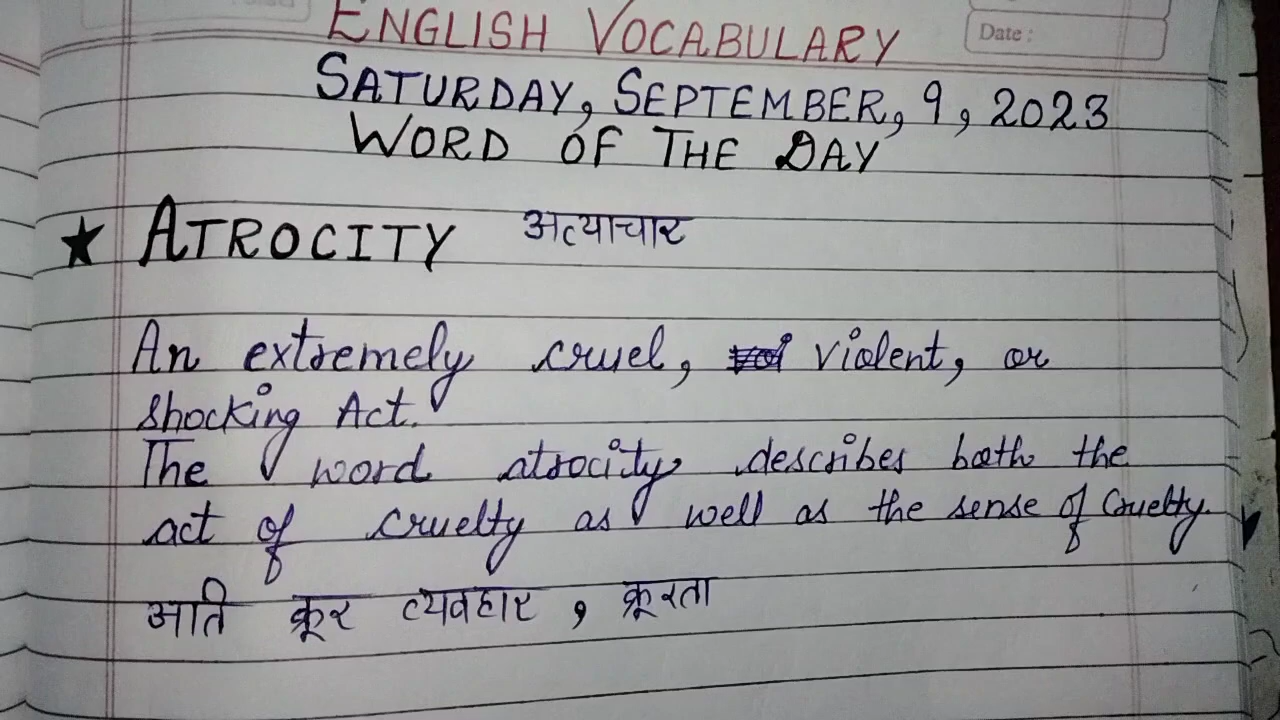 ENGLISH VOCABULARY
Date :
SATURDAY, SEPTEMBER, 9, 2023
WORD OF THE DAY
★ ATROCITY अत्याचार
An extremely cruel, violent, or
shocking Act.
The word atrocity describes both the
act of cruelty as well as the sense of Cruelty.
आति क्रूर व्यवहार, क्रूरता